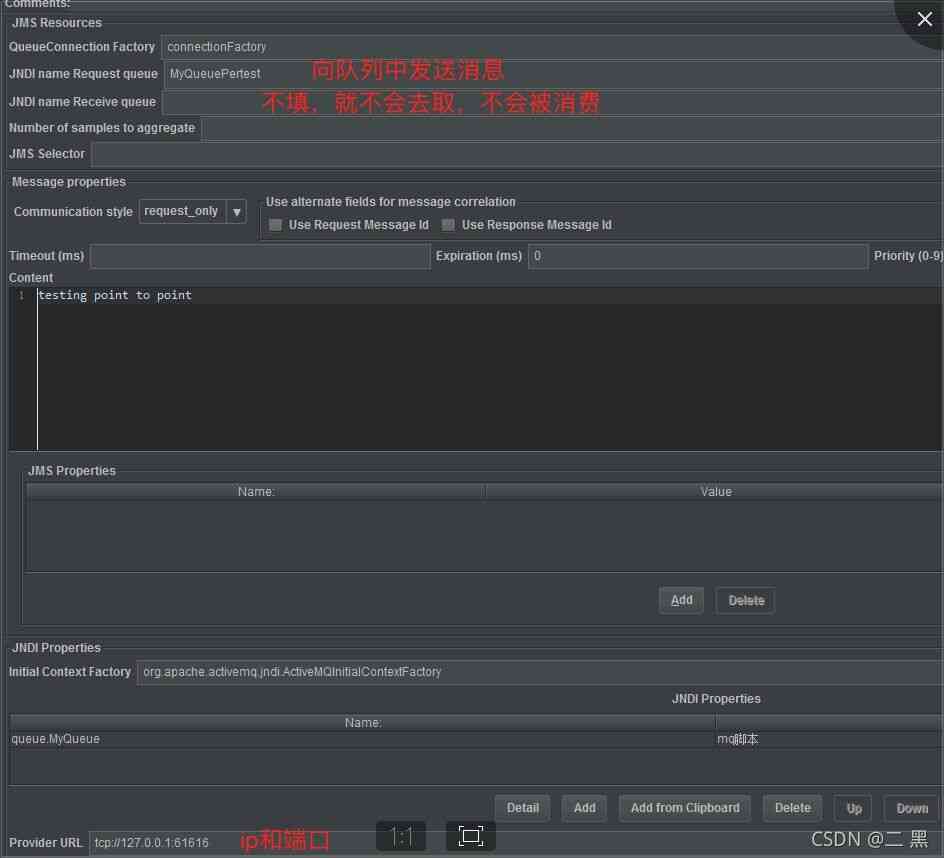 Comments:
JMS Resources
QueueConnection Factory connectionFactory
JNDI name Request queue MyQueuePertest 向队列中发送消息
JNDI name Receive queue 不填，就不会去取，不会被消费
Number of samples to aggregate
JMS Selector
Message properties
Use alternate fields for message correlation
Communication style request_only Use Request Message Id Use Response Message Id
Timeout (ms) Expiration (ms) 0 Priority (0-9)
Content
1 testing point to point
JMS Properties
Name: Value
Add Delete
JNDI Properties
Initial Context Factory org.apache.activemq.jndi.ActiveMQInitialContextFactory
JNDI Properties
Name:
queue.MyQueue mq脚本
Detail Add Add from Clipboard Delete Up Down
Provider URL tcp://127.0.0.1:61616 ip和端口 1:1 CSDN @二 黑